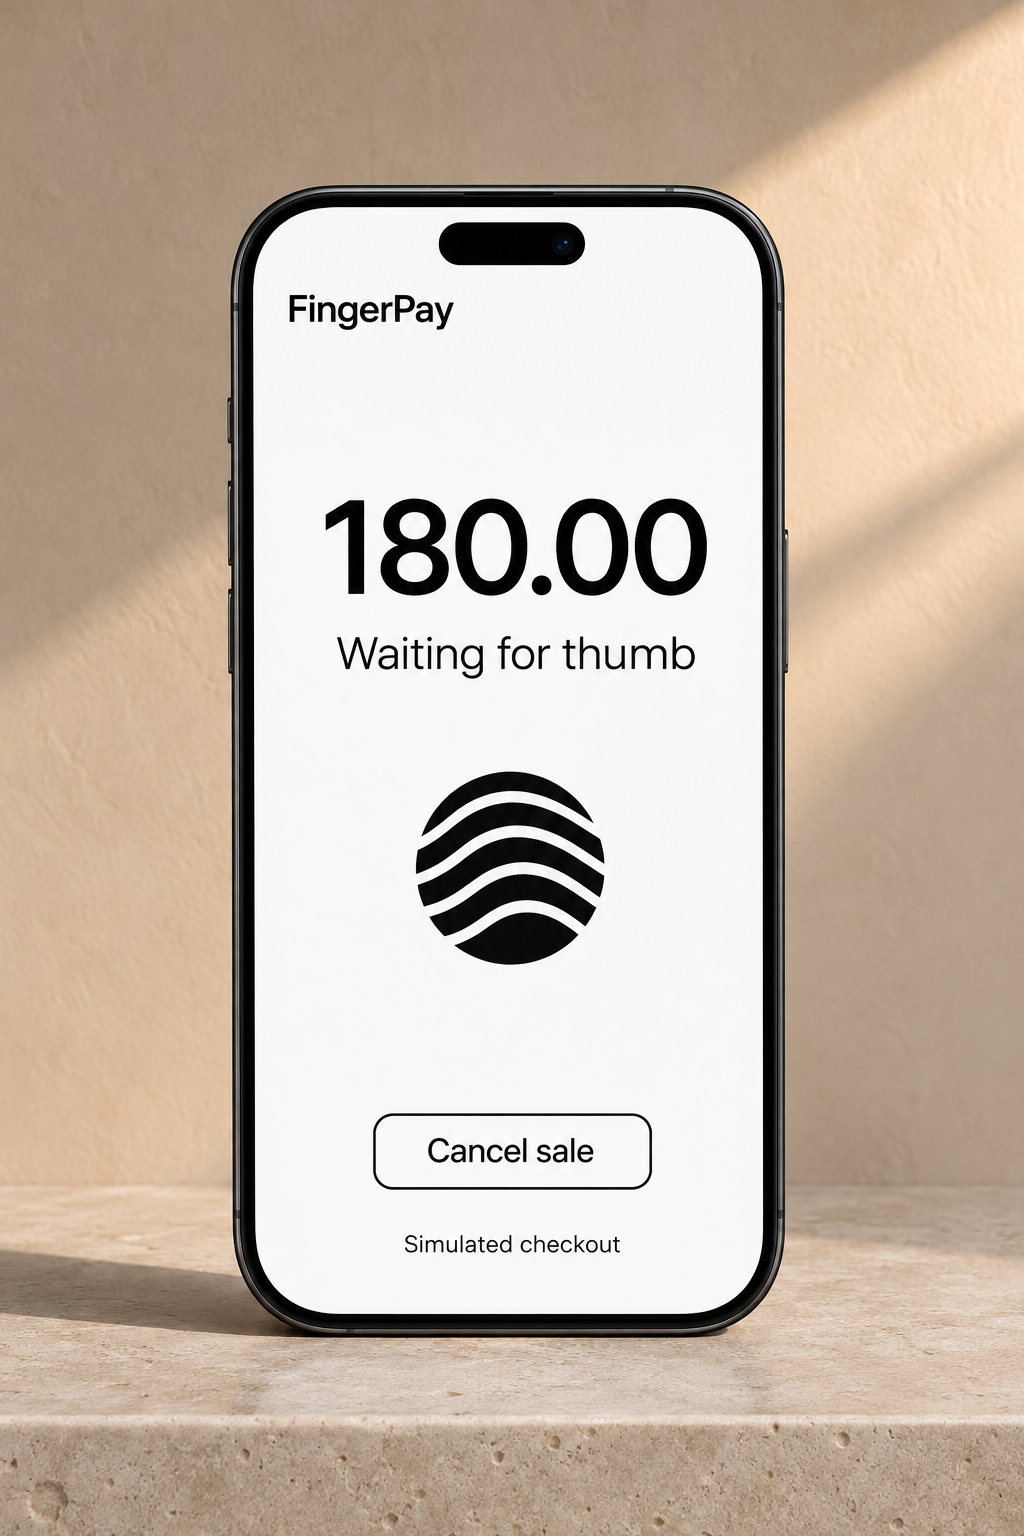 FingerPay
180.00
Waiting for thumb
Cancel sale
Simulated checkout